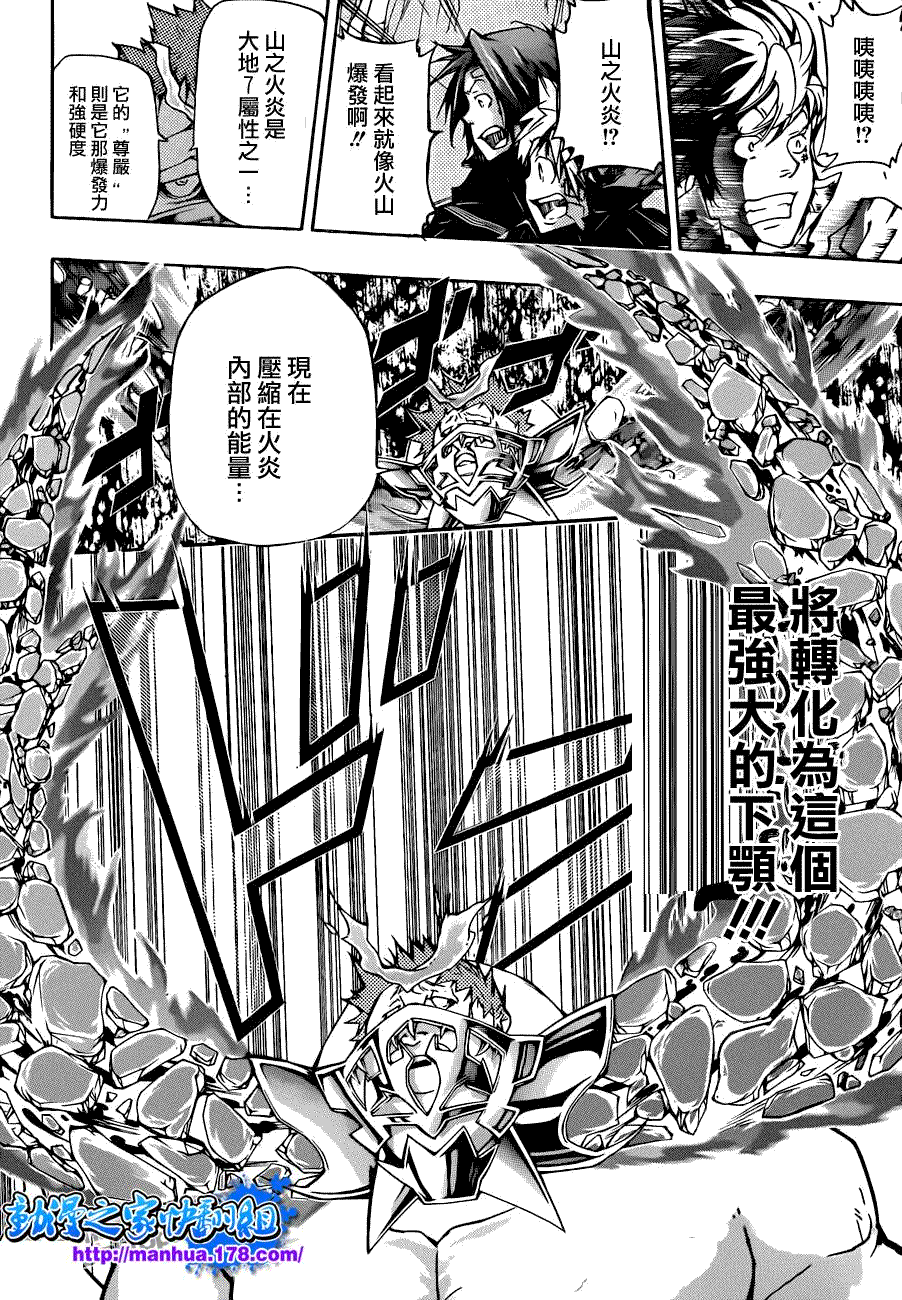 咦咦咦咦!?
山之火炎!?
看起來就像火山
爆發啊!!
山之火炎是
大地7屬性之一…
它的”尊嚴“
則是它那爆發力
和強硬度
現在
壓縮在火炎
內部的能量…
將轉化為這個
最強大的下顎!!!
動漫之家快翻組
http://manhua.178.com/